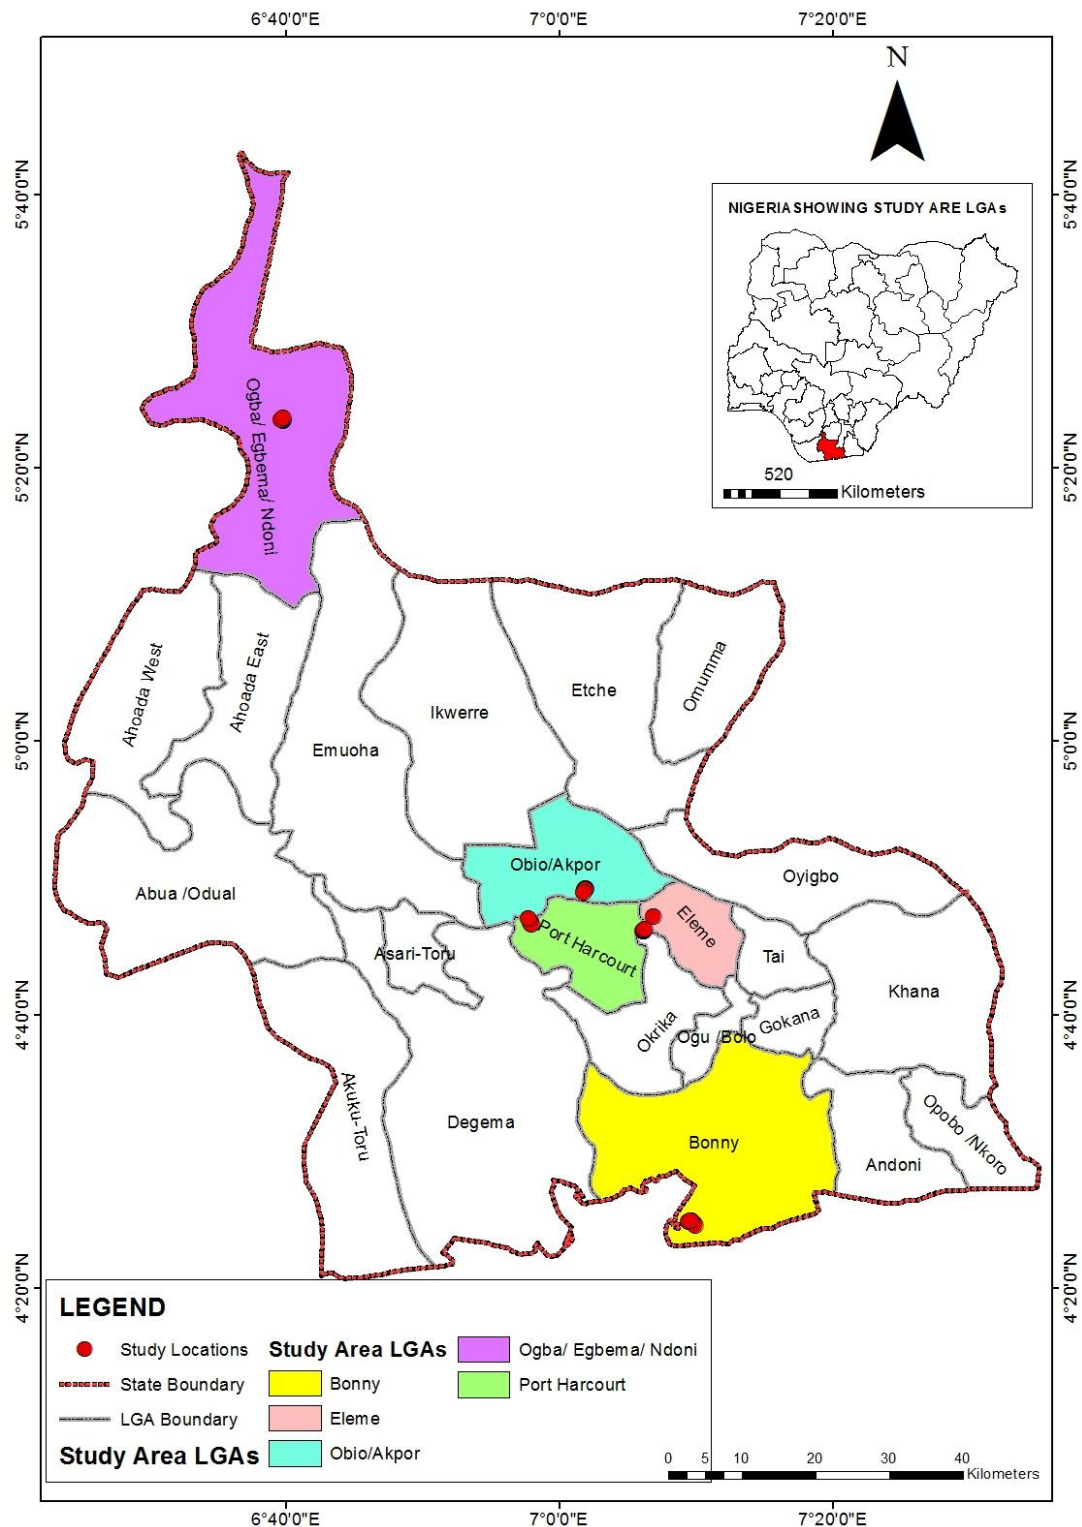 6°40'0"E
7°0'0"E
7°20'0"E
N
5°40'0"N
5°40'0"N
NIGERIA SHOWING STUDY ARE LGAs
520
Kilometers
5°20'0"N
5°20'0"N
Ogba/ Egbema/ Ndoni
Ahoada West
Ahoada East
Emuoha
Ikwerre
Etche
Omumma
5°0'0"N
5°0'0"N
Obio/Akpor
Oyigbo
Abua /Odual
Asari-Toru
Port Harcourt
Eleme
Tai
Khana
4°40'0"N
4°40'0"N
Okrika
Ogu /Bolo
Gokana
Akuku-Toru
Degema
Bonny
Andoni
Opobo /Nkoro
4°20'0"N
4°20'0"N
LEGEND
Study Locations
State Boundary
LGA Boundary
Study Area LGAs
Study Area LGAs
Bonny
Eleme
Obio/Akpor
Ogba/ Egbema/ Ndoni
Port Harcourt
0 5 10 20 30 40
Kilometers
6°40'0"E
7°0'0"E
7°20'0"E